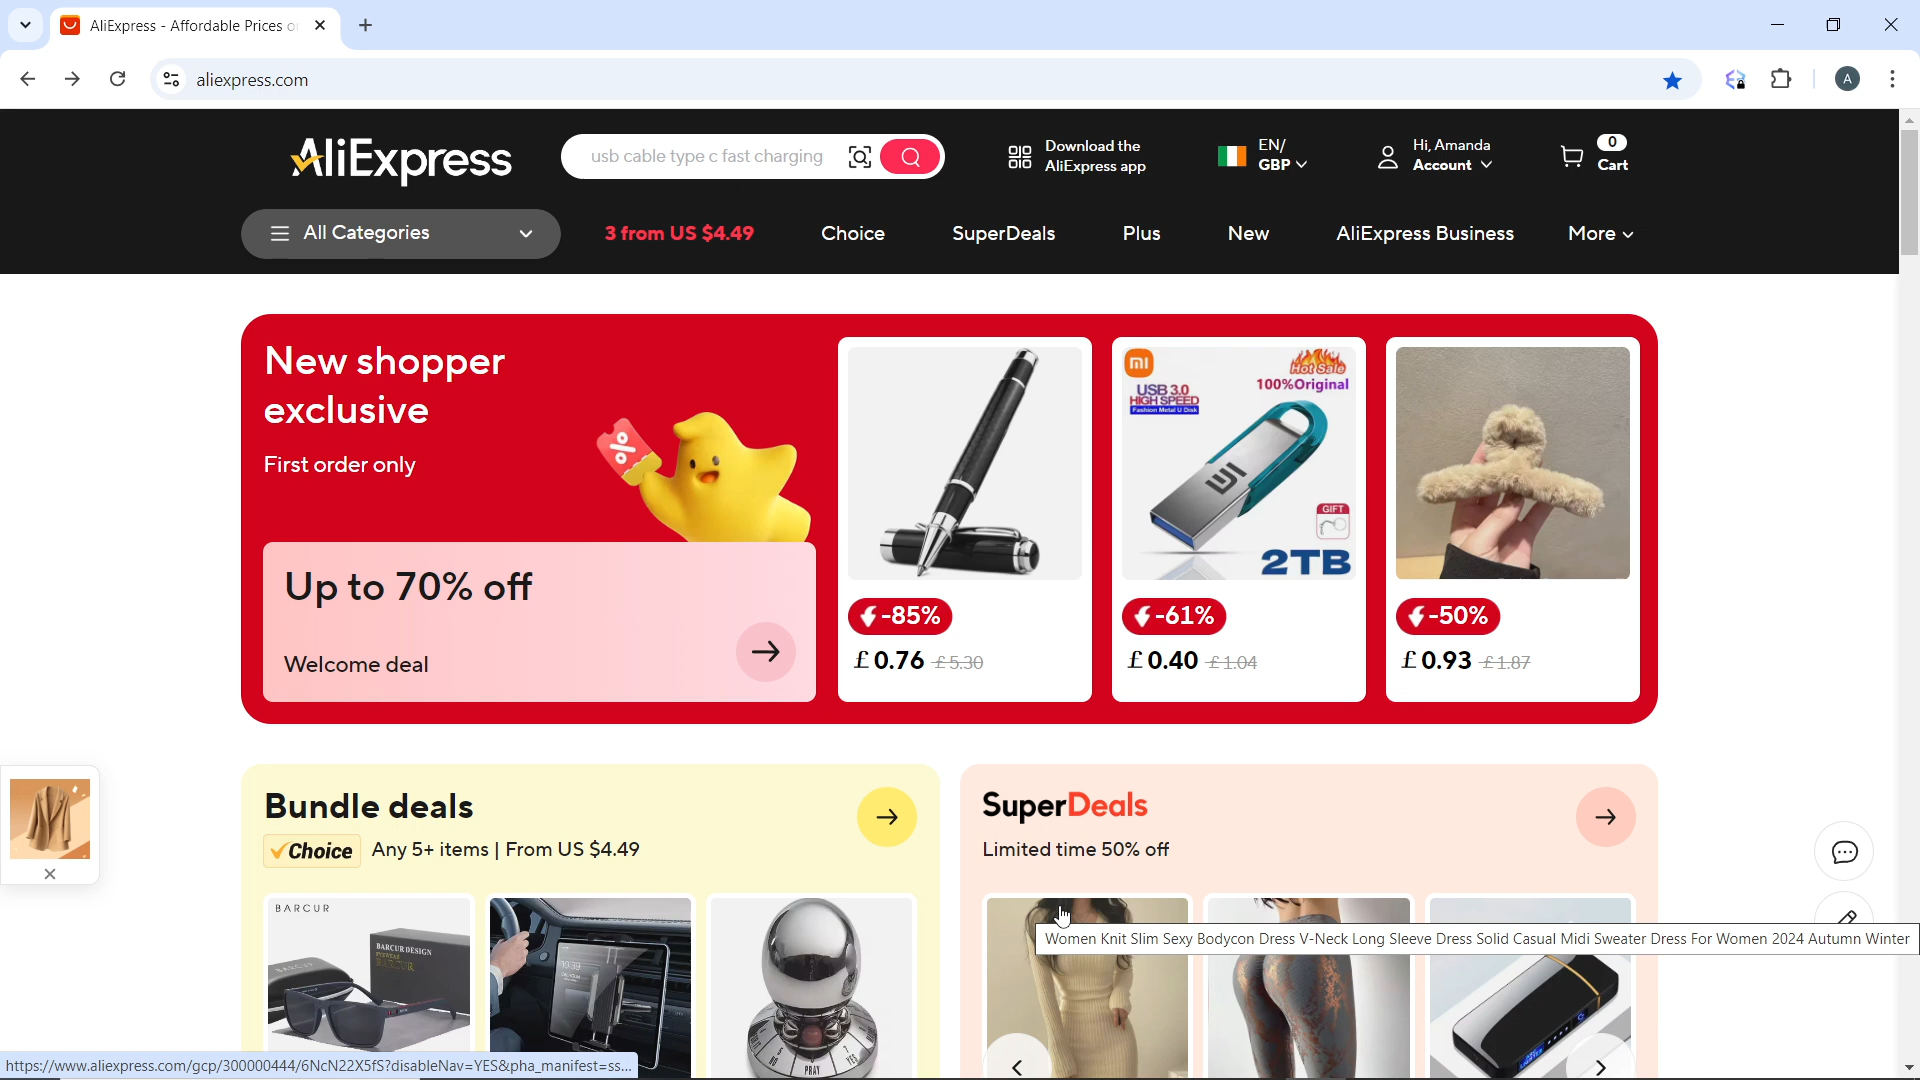 AliExpress - Affordable Prices o
aliexpress.com
A
AliExpress
usb cable type c fast charging
Download the
AliExpress app
EN/
GBP
Hi, Amanda
Account
0
Cart
All Categories
3 from US $4.49
Choice
SuperDeals
Plus
New
AliExpress Business
More
New shopper
exclusive
First order only
%
Up to 70% off
Welcome deal
-85%
£0.76 £5.30
mi
USB 3.0
HIGH SPEED
Fashion Metal U Disk
Hot Sale
100%Original
GIFT
2TB
-61%
£0.40 £1.04
-50%
£0.93 £1.87
Bundle deals
Choice
Any 5+ items | From US $4.49
SuperDeals
Limited time 50% off
BARCUR
BARCUR DESIGN
BARCUR
10:39
NO
PRAY
YES
Women Knit Slim Sexy Bodycon Dress V-Neck Long Sleeve Dress Solid Casual Midi Sweater Dress For Women 2024 Autumn Winter
https://www.aliexpress.com/gcp/300000444/6NcN22X5fS?disableNav=YES&pha_manifest=ss...